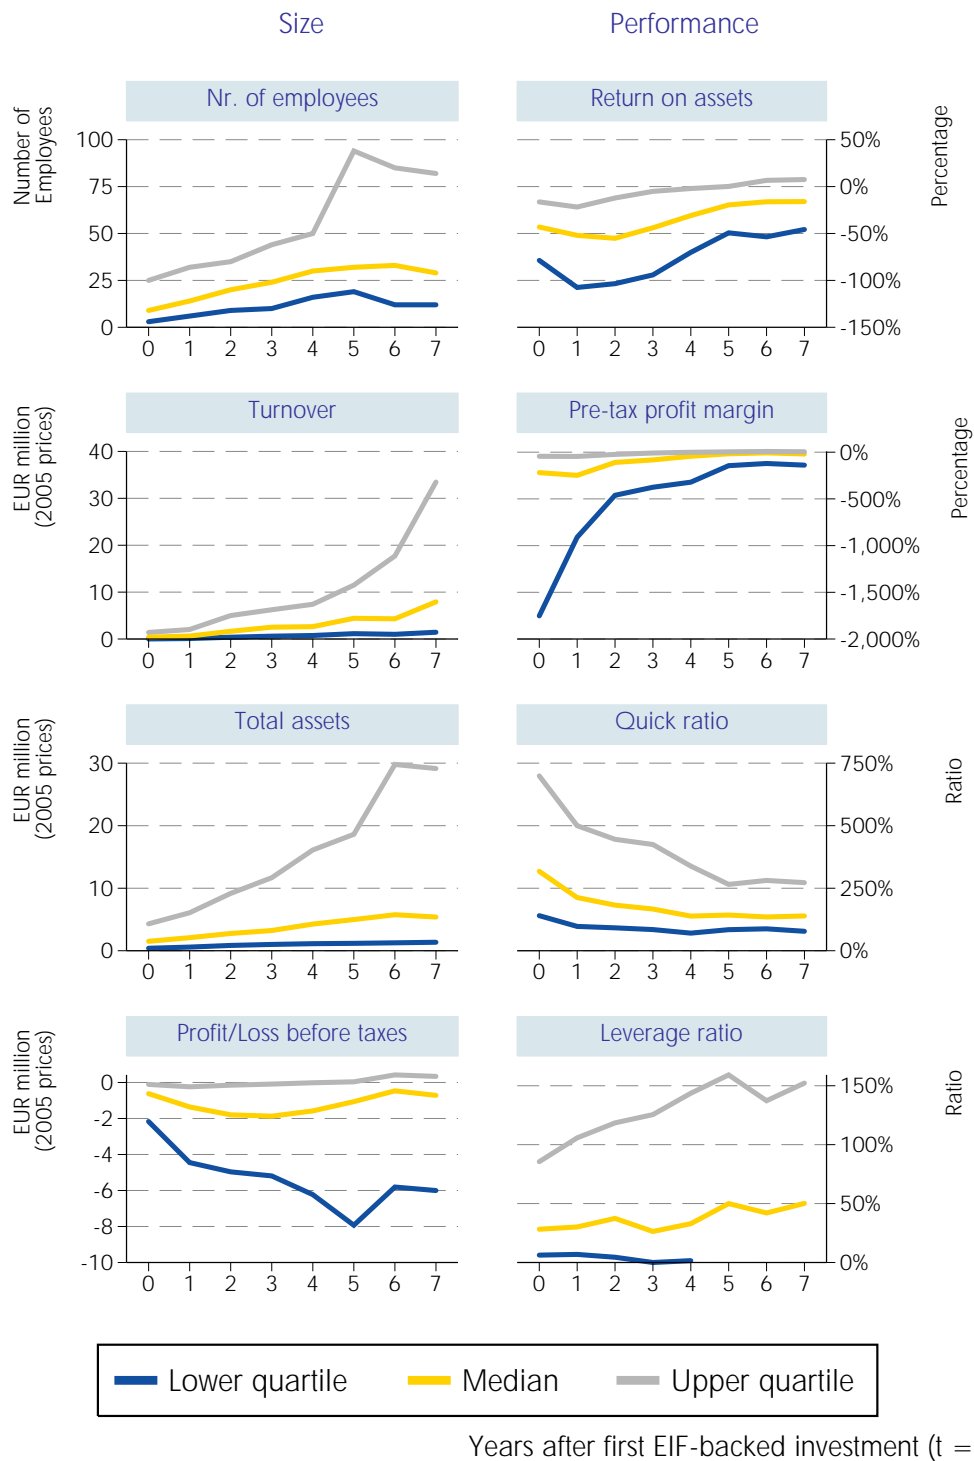 Size
Performance
Nr. of employees
Number of
Employees
100
75
50
25
0
0 1 2 3 4 5 6 7
Return on assets
Percentage
50%
0%
-50%
-100%
-150%
0 1 2 3 4 5 6 7
Turnover
EUR million
(2005 prices)
40
30
20
10
0
0 1 2 3 4 5 6 7
Pre-tax profit margin
Percentage
0%
-500%
-1,000%
-1,500%
-2,000%
0 1 2 3 4 5 6 7
Total assets
EUR million
(2005 prices)
30
20
10
0
0 1 2 3 4 5 6 7
Quick ratio
Ratio
750%
500%
250%
0%
0 1 2 3 4 5 6 7
Profit/Loss before taxes
EUR million
(2005 prices)
0
-2
-4
-6
-8
-10
0 1 2 3 4 5 6 7
Leverage ratio
Ratio
150%
100%
50%
0%
0 1 2 3 4 5 6 7
Lower quartile Median Upper quartile
Years after first EIF-backed investment (t =